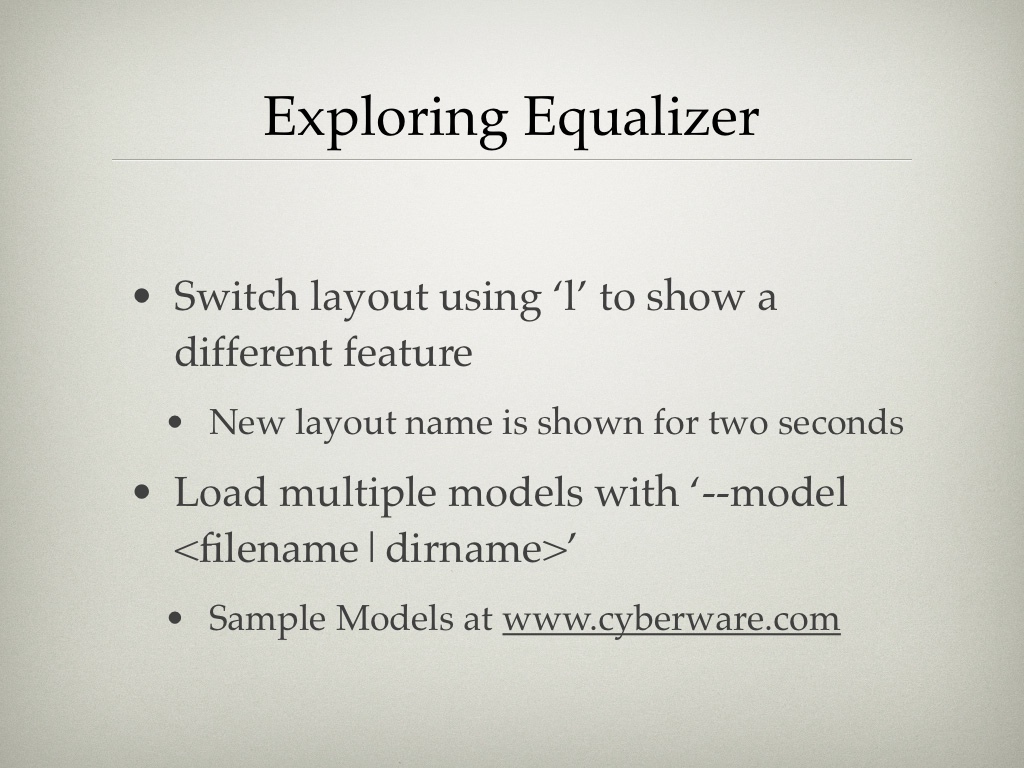 Exploring Equalizer
• Switch layout using ‘l’ to show a
different feature
• New layout name is shown for two seconds
• Load multiple models with ‘--model
<filename|dirname>’
• Sample Models at www.cyberware.com